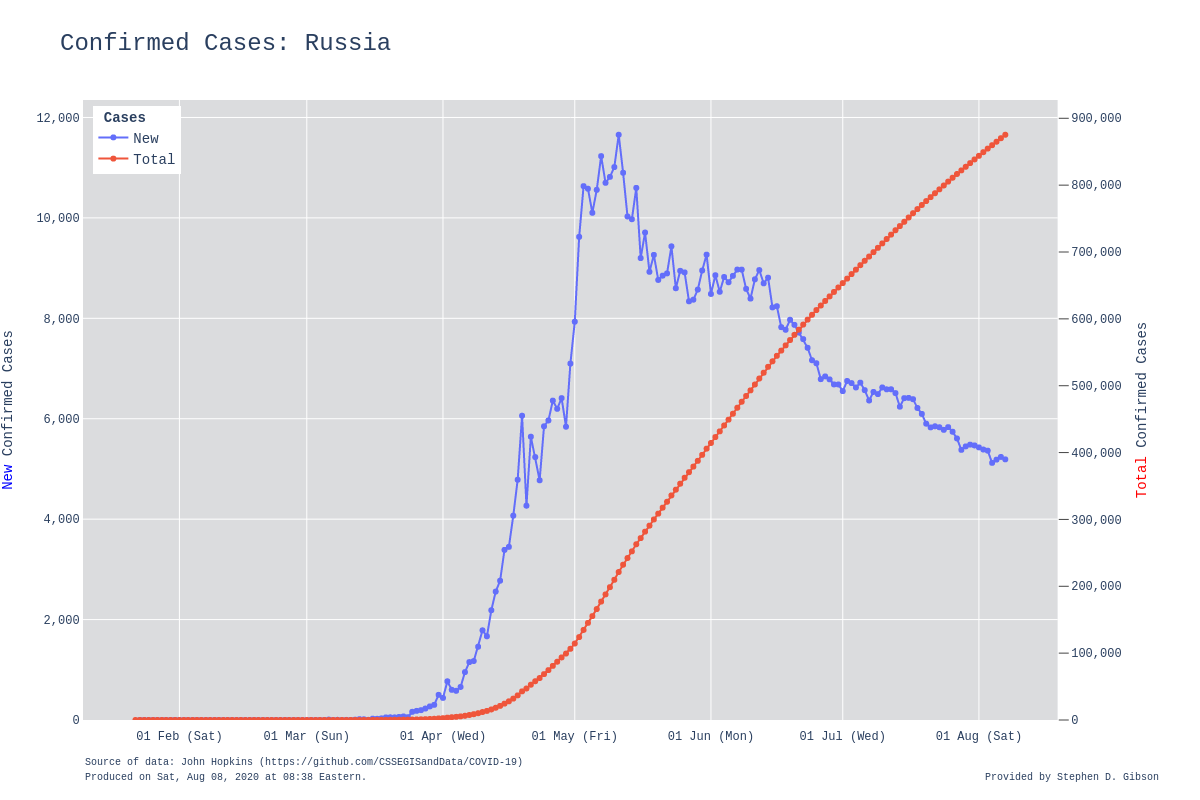 Confirmed Cases: Russia
Cases
New
Total
12,000
10,000
8,000
6,000
4,000
2,000
0
900,000
800,000
700,000
600,000
500,000
400,000
300,000
200,000
100,000
0
New Confirmed Cases
Total Confirmed Cases
01 Feb (Sat) 01 Mar (Sun) 01 Apr (Wed) 01 May (Fri) 01 Jun (Mon) 01 Jul (Wed) 01 Aug (Sat)
Source of data: John Hopkins (https://github.com/CSSEGISandData/COVID-19)
Produced on Sat, Aug 08, 2020 at 08:38 Eastern.
Provided by Stephen D. Gibson